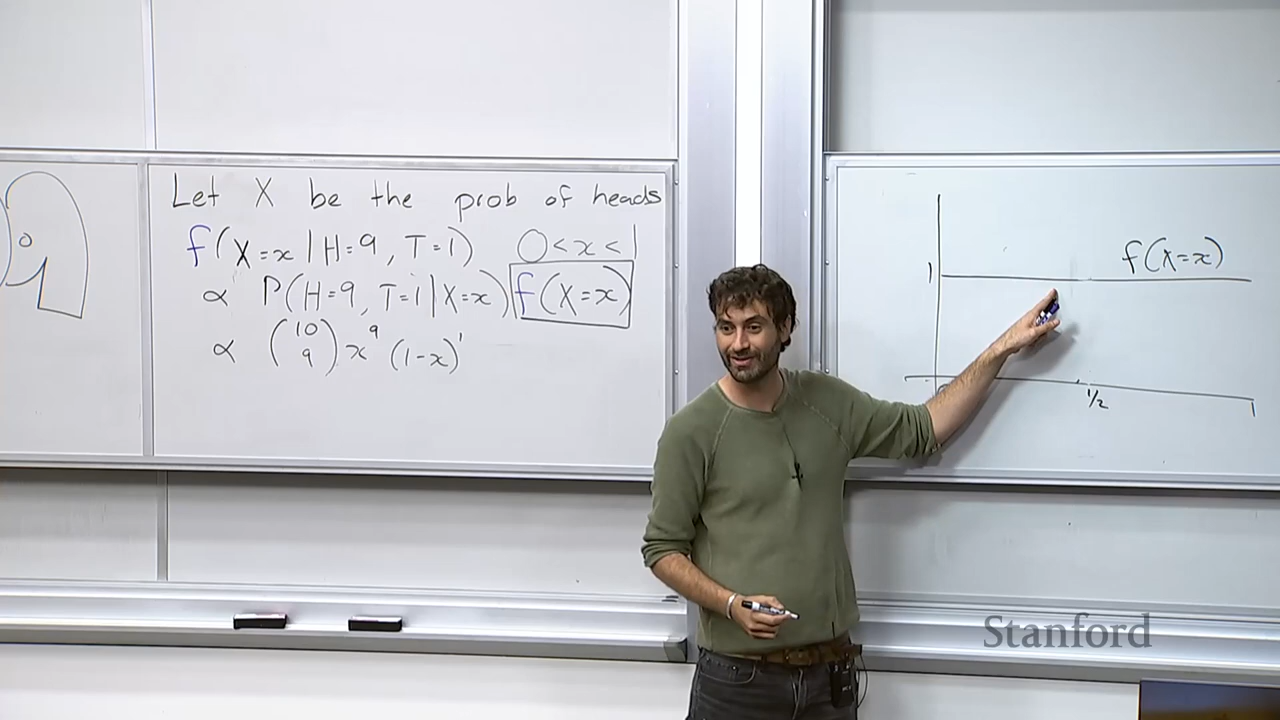 Let X be the prob of heads
f(X=x | H=9, T=1) 0<x<1
∝ P(H=9, T=1 | X=x) f(X=x)
∝ (10 9) x⁹ (1-x)¹
f(X=x)
1
1/2
1
Stanford